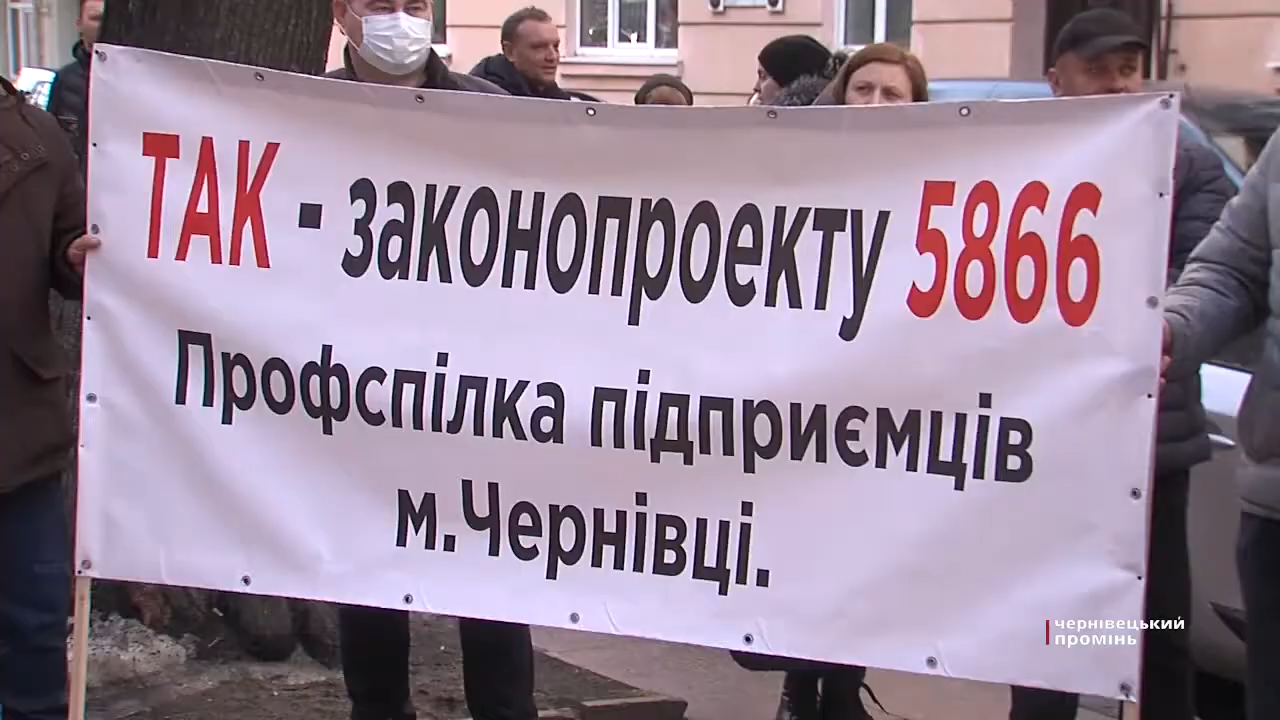 ТАК - законопроекту 5866
Профспілка підприємців
м.Чернівці.
чернівецький
промінь